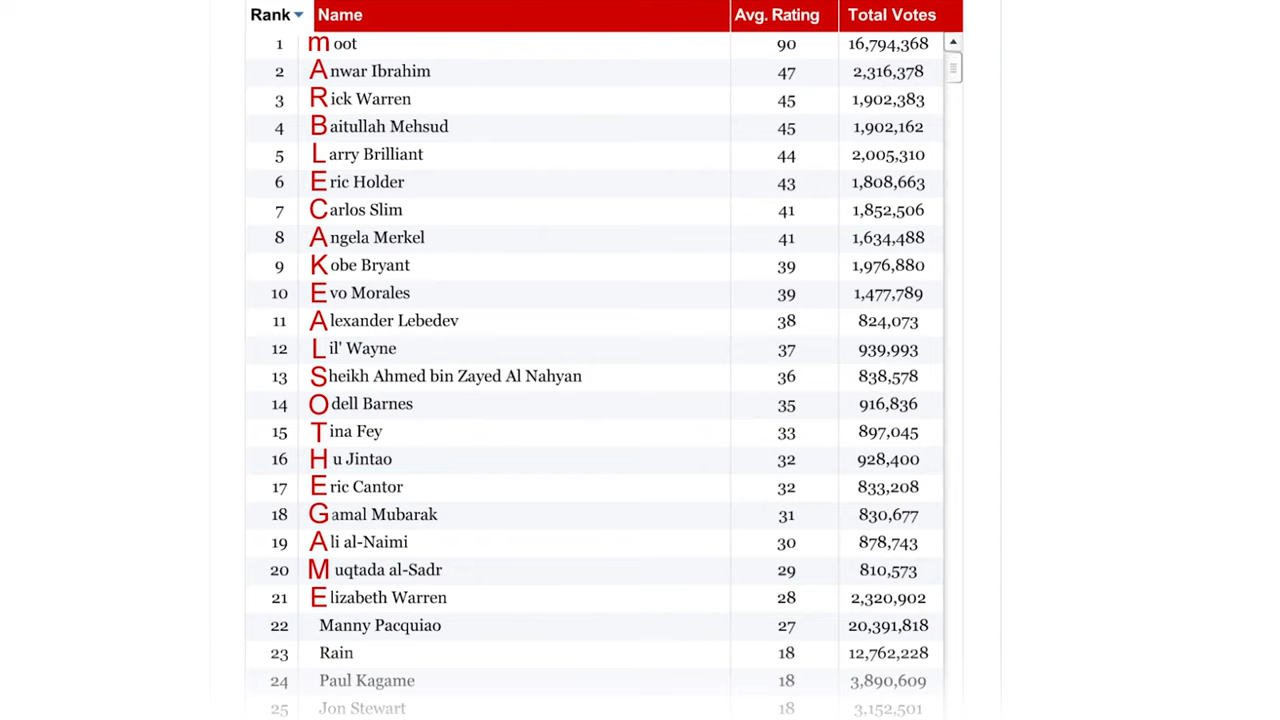 Rank Name Avg. Rating Total Votes
1 moot 90 16,794,368
2 Anwar Ibrahim 47 2,316,378
3 Rick Warren 45 1,902,383
4 Baitullah Mehsud 45 1,902,162
5 Larry Brilliant 44 2,005,310
6 Eric Holder 43 1,808,663
7 Carlos Slim 41 1,852,506
8 Angela Merkel 41 1,634,488
9 Kobe Bryant 39 1,976,880
10 Evo Morales 39 1,477,789
11 Alexander Lebedev 38 824,073
12 Lil' Wayne 37 939,993
13 Sheikh Ahmed bin Zayed Al Nahyan 36 838,578
14 Odell Barnes 35 916,836
15 Tina Fey 33 897,045
16 Hu Jintao 32 928,400
17 Eric Cantor 32 833,208
18 Gamal Mubarak 31 830,677
19 Ali al-Naimi 30 878,743
20 Muqtada al-Sadr 29 810,573
21 Elizabeth Warren 28 2,320,902
22 Manny Pacquiao 27 20,391,818
23 Rain 18 12,762,228
24 Paul Kagame 18 3,890,609
25 Jon Stewart 18 3,152,501